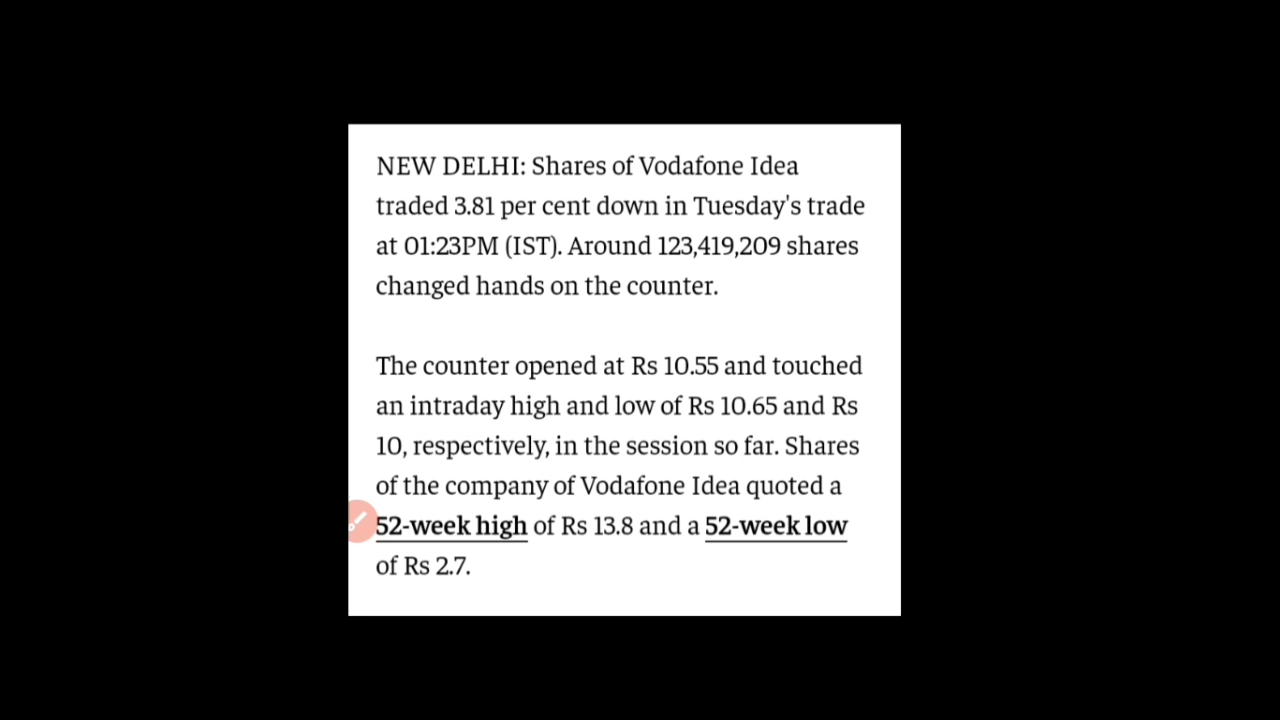 NEW DELHI: Shares of Vodafone Idea
traded 3.81 per cent down in Tuesday's trade
at 01:23PM (IST). Around 123,419,209 shares
changed hands on the counter.
The counter opened at Rs 10.55 and touched
an intraday high and low of Rs 10.65 and Rs
10, respectively, in the session so far. Shares
of the company of Vodafone Idea quoted a
52-week high of Rs 13.8 and a 52-week low
of Rs 2.7.